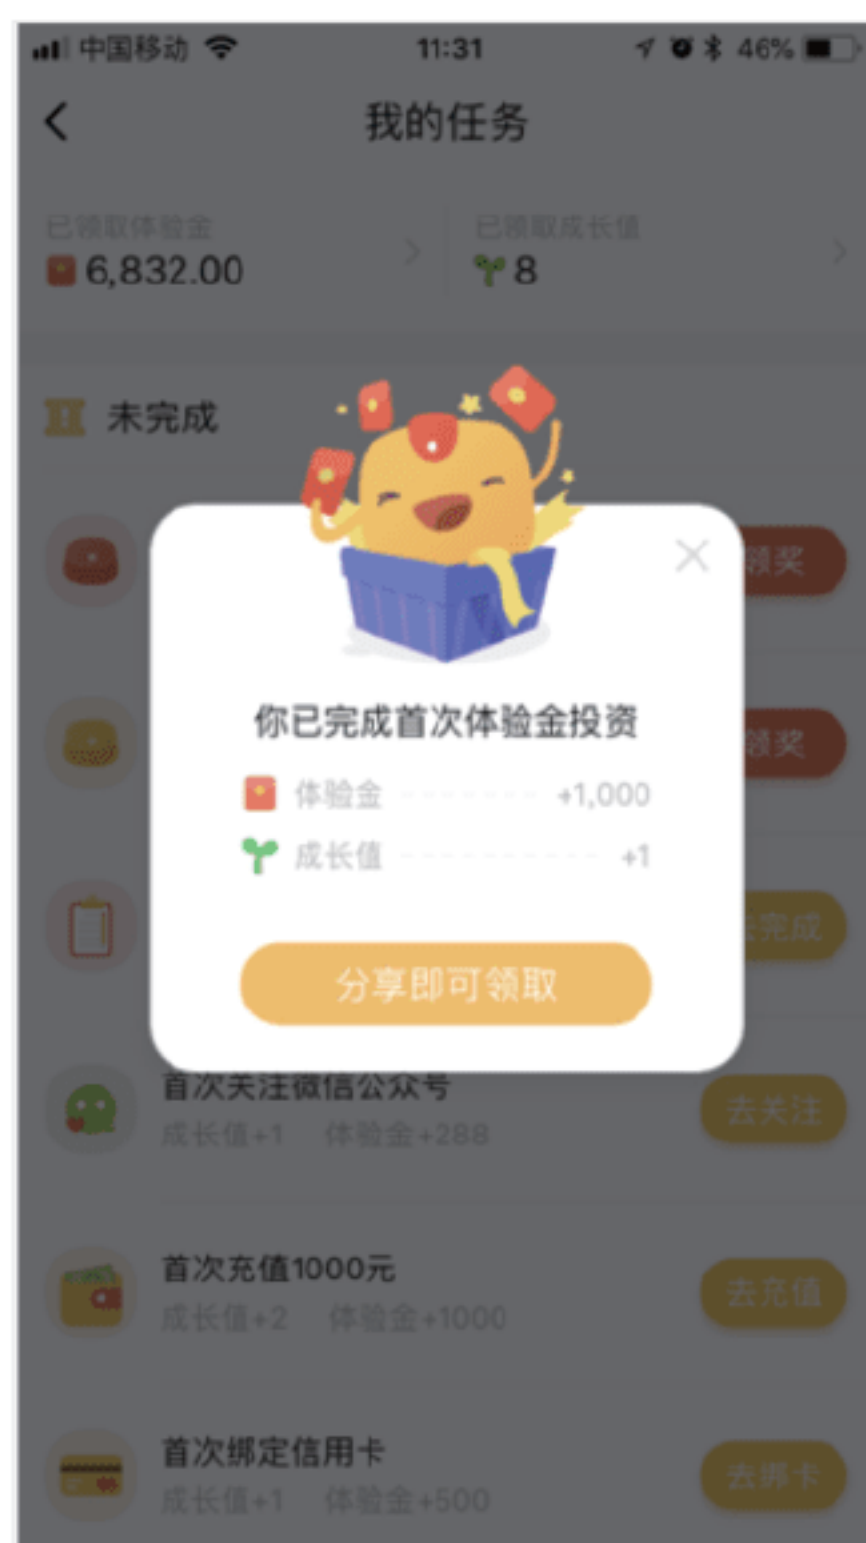 中国移动 11:31 46%
我的任务
已领取体验金 已领取成长值
6,832.00 8
未完成
领奖
你已完成首次体验金投资
领奖
体验金 +1,000
成长值 +1
完成
分享即可领取
首次关注微信公众号
成长值+1 体验金+288
去关注
首次充值1000元
成长值+2 体验金+1000
去充值
首次绑定信用卡
成长值+1 体验金+500
去绑卡